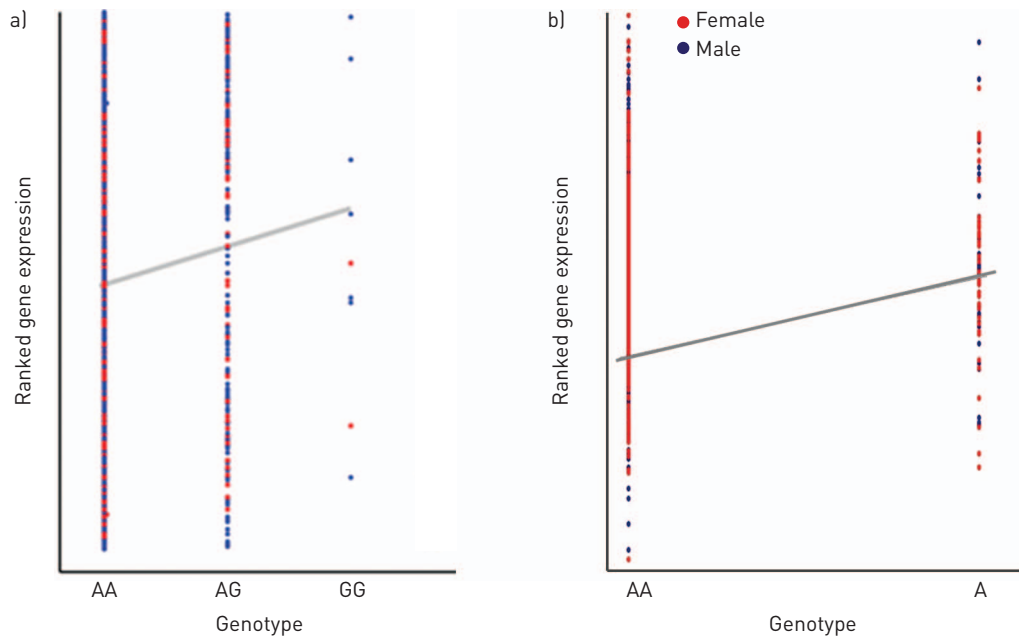 a)
Ranked gene expression
AA AG GG
Genotype
b)
Female
Male
Ranked gene expression
AA A
Genotype